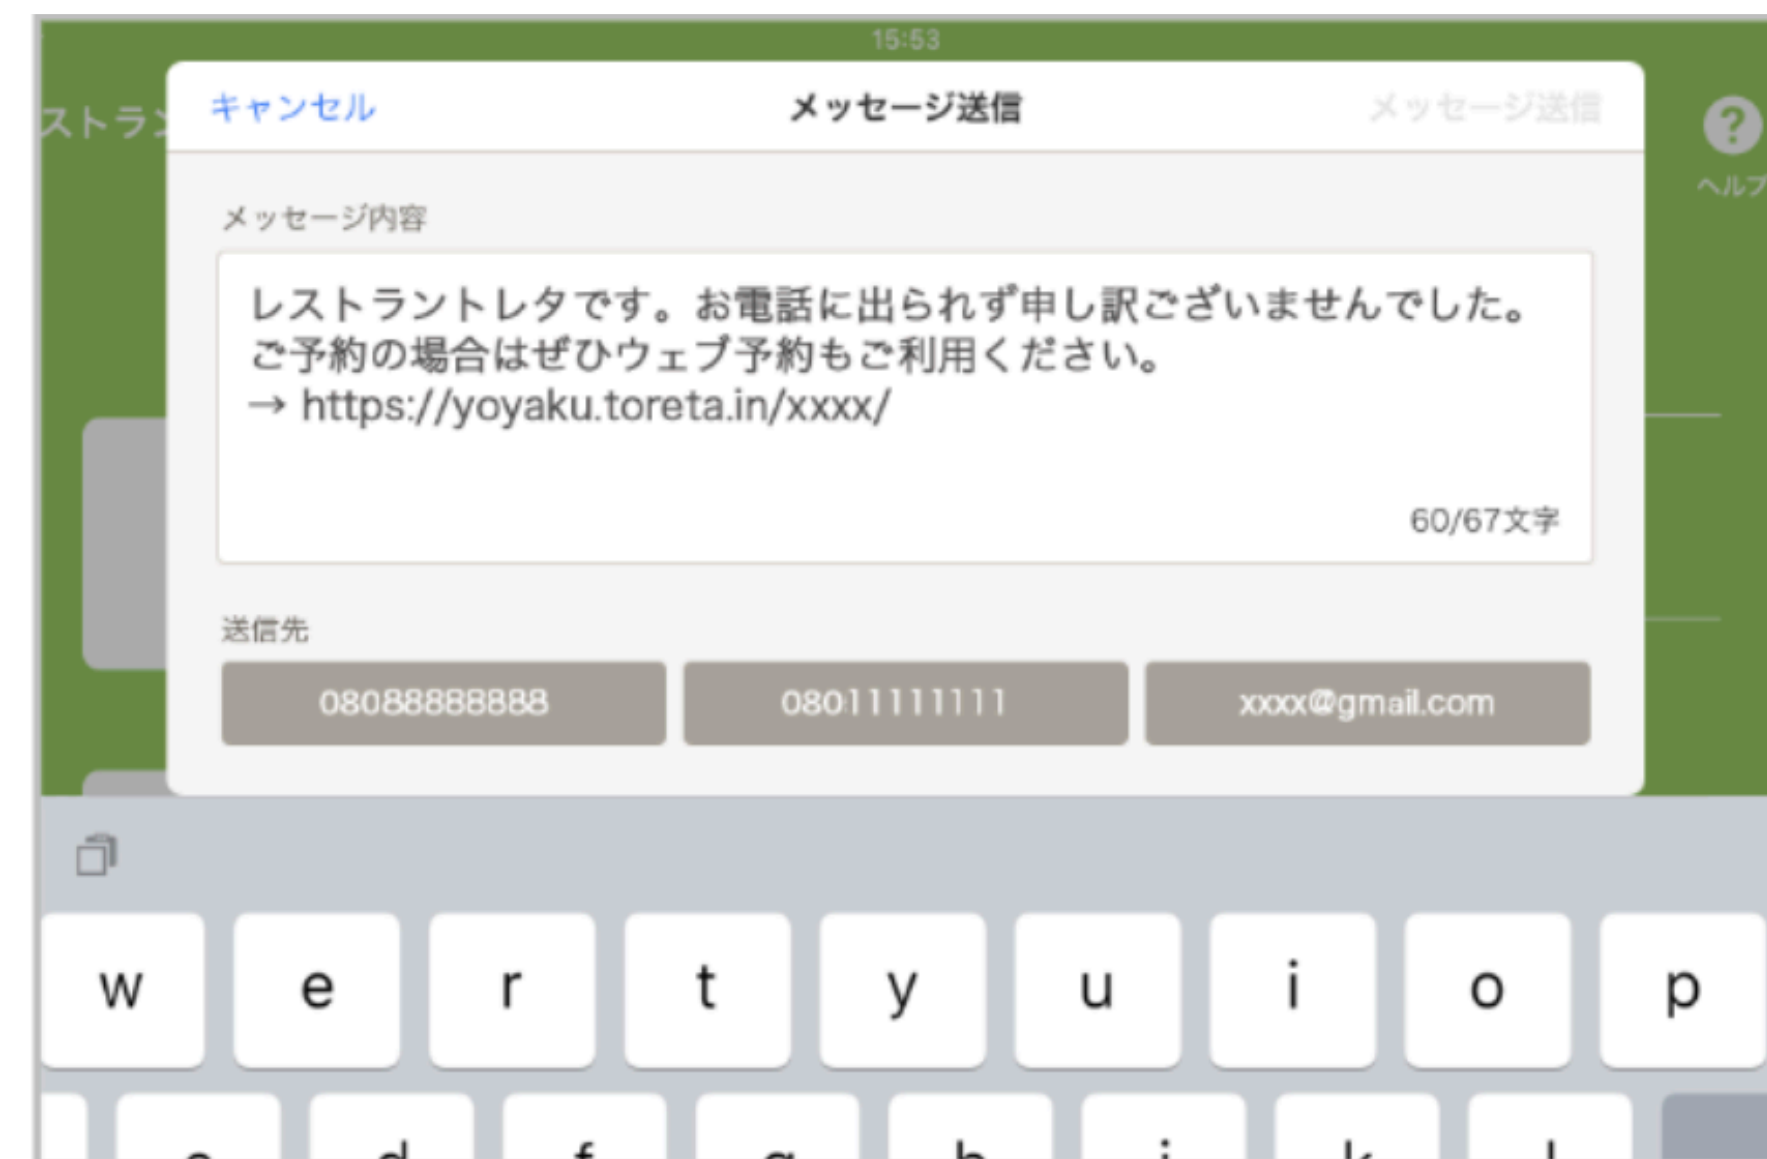 15:53
ストラン
キャンセル
メッセージ送信
メッセージ送信
ヘルプ
メッセージ内容
レストラントレタです。お電話に出られず申し訳ございませんでした。
ご予約の場合はぜひウェブ予約もご利用ください。
→ https://yoyaku.toreta.in/xxxx/
60/67文字
送信先
08088888888
08011111111
xxxx@gmail.com
w e r t y u i o p
d f g h j k l